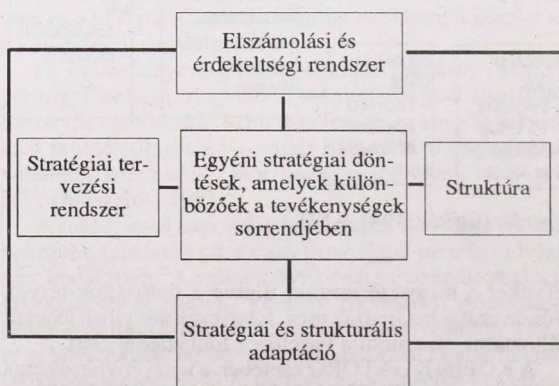 Elszámolási és
érdekeltségi rendszer
Stratégiai ter-
vezési
rendszer
Egyéni stratégiai dön-
tések, amelyek külön-
bözőek a tevékenységek
sorrendjében
Struktúra
Stratégiai és strukturális
adaptáció